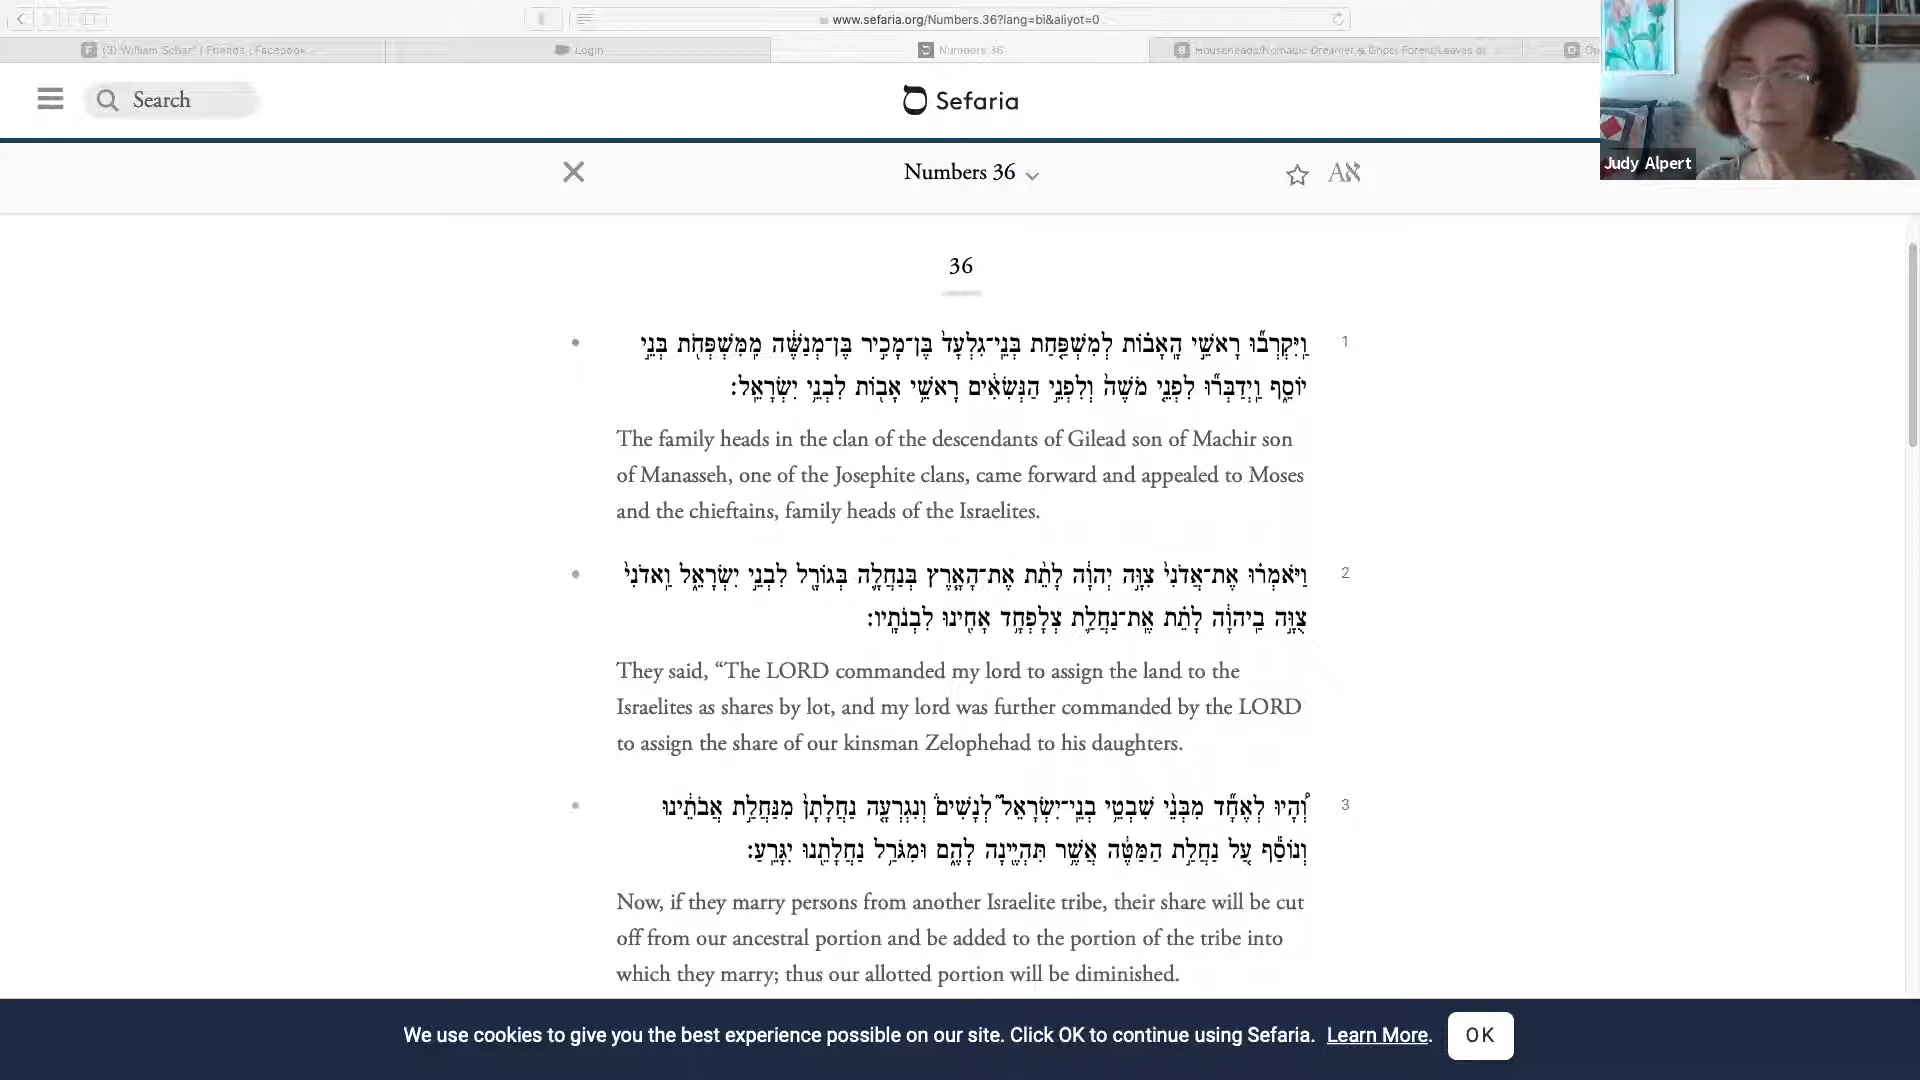 www.sefaria.org/Numbers.36?lang=bi&aliyot=0
(3) William | Friends | Facebook
Login
Numbers 36
Search
Sefaria
Judy Alpert
Numbers 36
Aא
36
1
וַֽיִּקְרְב֞וּ רָאשֵׁ֣י הָֽאָב֗וֹת לְמִשְׁפַּ֤חַת בְּנֵֽי־גִלְעָד֙ בֶּן־מָכִ֣יר בֶּן־מְנַשֶּׁ֔ה מִֽמִּשְׁפְּחֹ֖ת בְּנֵ֣י
יוֹסֵ֑ף וַֽיְדַבְּר֞וּ לִפְנֵ֤י מֹשֶׁה֙ וְלִפְנֵ֣י הַנְּשִׂאִ֔ים רָאשֵׁ֥י אָב֖וֹת לִבְנֵ֥י יִשְׂרָאֵֽל׃
The family heads in the clan of the descendants of Gilead son of Machir son
of Manasseh, one of the Josephite clans, came forward and appealed to Moses
and the chieftains, family heads of the Israelites.
2
וַיֹּאמְר֗וּ אֶת־אֲדֹנִי֙ צִוָּ֣ה יְהוָ֔ה לָתֵ֨ת אֶת־הָאָ֧רֶץ בְּנַחֲלָ֛ה בְּגוֹרָ֖ל לִבְנֵ֣י יִשְׂרָאֵ֑ל וַֽאדֹנִי֙
צֻוָּ֣ה בַֽיהוָ֔ה לָתֵ֗ת אֶֽת־נַחֲלַ֛ת צְלָפְחָ֥ד אָחִ֖ינוּ לִבְנֹתָֽיו׃
They said, “The LORD commanded my lord to assign the land to the
Israelites as shares by lot, and my lord was further commanded by the LORD
to assign the share of our kinsman Zelophehad to his daughters.
3
וְ֠הָיוּ לְאֶחָ֞ד מִבְּנֵ֨י שִׁבְטֵ֥י בְנֵֽי־יִשְׂרָאֵל֮ לְנָשִׁים֒ וְנִגְרְעָ֤ה נַחֲלָתָן֙ מִנַּחֲלַ֣ת אֲבֹתֵ֔ינוּ
וְנוֹסַ֕ף עַ֚ל נַחֲלַ֣ת הַמַּטֶּ֔ה אֲשֶׁ֥ר תִּהְיֶ֖ינָה לָהֶ֑ם וּמִגֹּרַ֥ל נַחֲלָתֵ֖נוּ יִגָּרֵֽעַ׃
Now, if they marry persons from another Israelite tribe, their share will be cut
off from our ancestral portion and be added to the portion of the tribe into
which they marry; thus our allotted portion will be diminished.
We use cookies to give you the best experience possible on our site. Click OK to continue using Sefaria. Learn More. OK